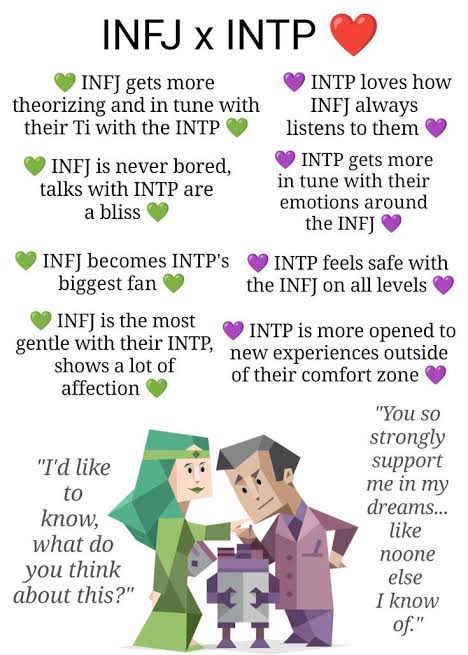 INFJ x INTP ❤️
💚 INFJ gets more
theorizing and in tune with
their Ti with the INTP 💚
💜 INTP loves how
INFJ always
listens to them 💜
💚 INFJ is never bored,
talks with INTP are
a bliss 💚
💜 INTP gets more
in tune with their
emotions around
the INFJ 💜
💚 INFJ becomes INTP's
biggest fan 💚
💜 INTP feels safe with
the INFJ on all levels 💜
💚 INFJ is the most
gentle with their INTP,
shows a lot of
affection 💚
💜 INTP is more opened to
new experiences outside
of their comfort zone 💜
"I'd like
to
know,
what do
you think
about this?"
"You so
strongly
support
me in my
dreams...
like
noone
else
I know
of."